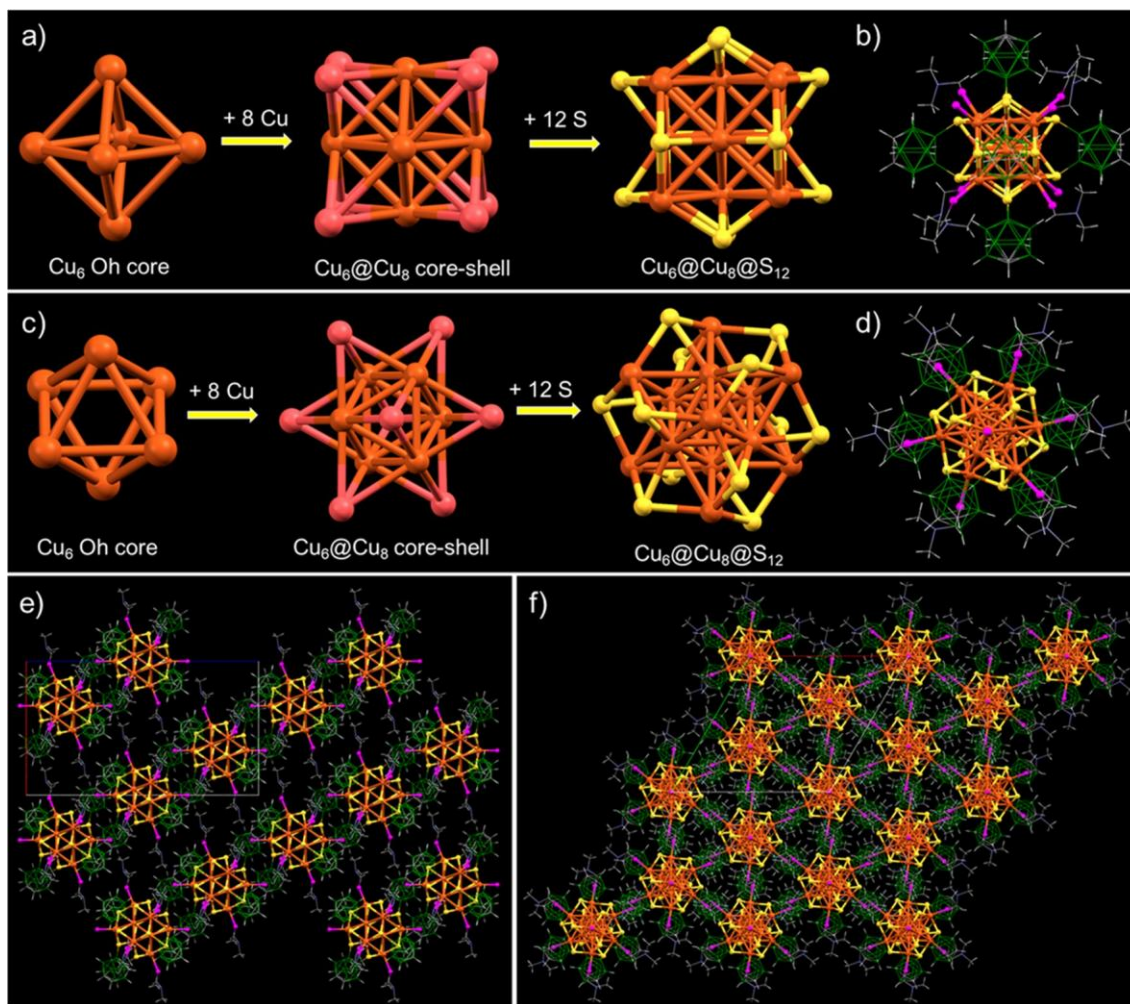 a)
+ 8 Cu
+ 12 S
b)
Cu₆ Oh core
Cu₆@Cu₈ core-shell
Cu₆@Cu₈@S₁₂
c)
+ 8 Cu
+ 12 S
d)
Cu₆ Oh core
Cu₆@Cu₈ core-shell
Cu₆@Cu₈@S₁₂
e)
f)